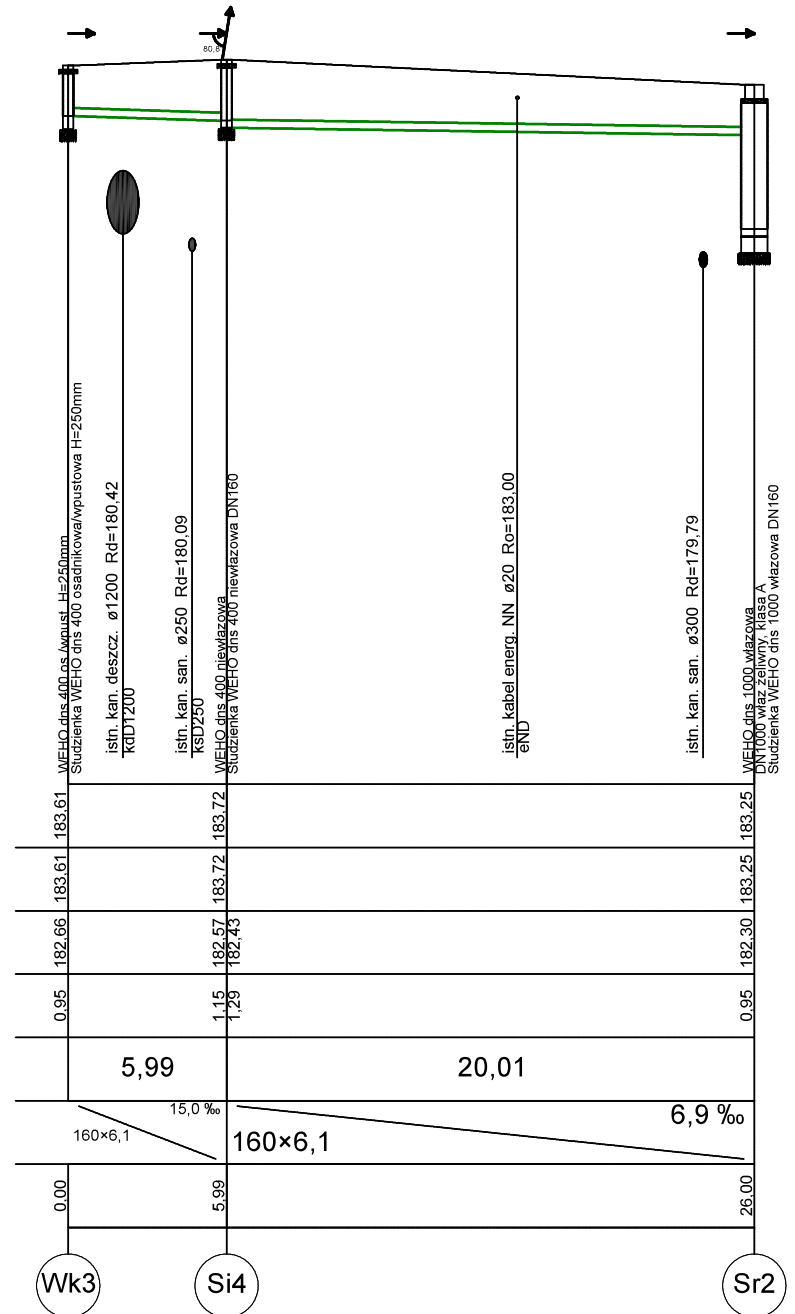 80,8
WEHO dns 400 os /wpust H=250mm
Studzienka WEHO dns 400 osadnikowa/wpustowa H=250mm
istn. kan. deszcz. ø1200 Rd=180,42
kdD1200
istn. kan. san. ø250 Rd=180,09
ksD250
WEHO dns 400 niewłazowa
Studzienka WEHO dns 400 niewłazowa DN160
istn. kabel energ. NN ø20 Ro=183,00
eND
istn. kan. san. ø300 Rd=179,79
WEHO dns 1000 włazowa
DN1000 właz żeliwny, klasa A
Studzienka WEHO dns 1000 włazowa DN160
183,61 183,72 183,25
183,61 183,72 183,25
182,66 182,57 182,43 182,30
0,95 1,15 1,29 0,95
5,99 20,01
15,0 ‰ 6,9 ‰
160×6,1 160×6,1
0,00 5,99 26,00
Wk3 Si4 Sr2